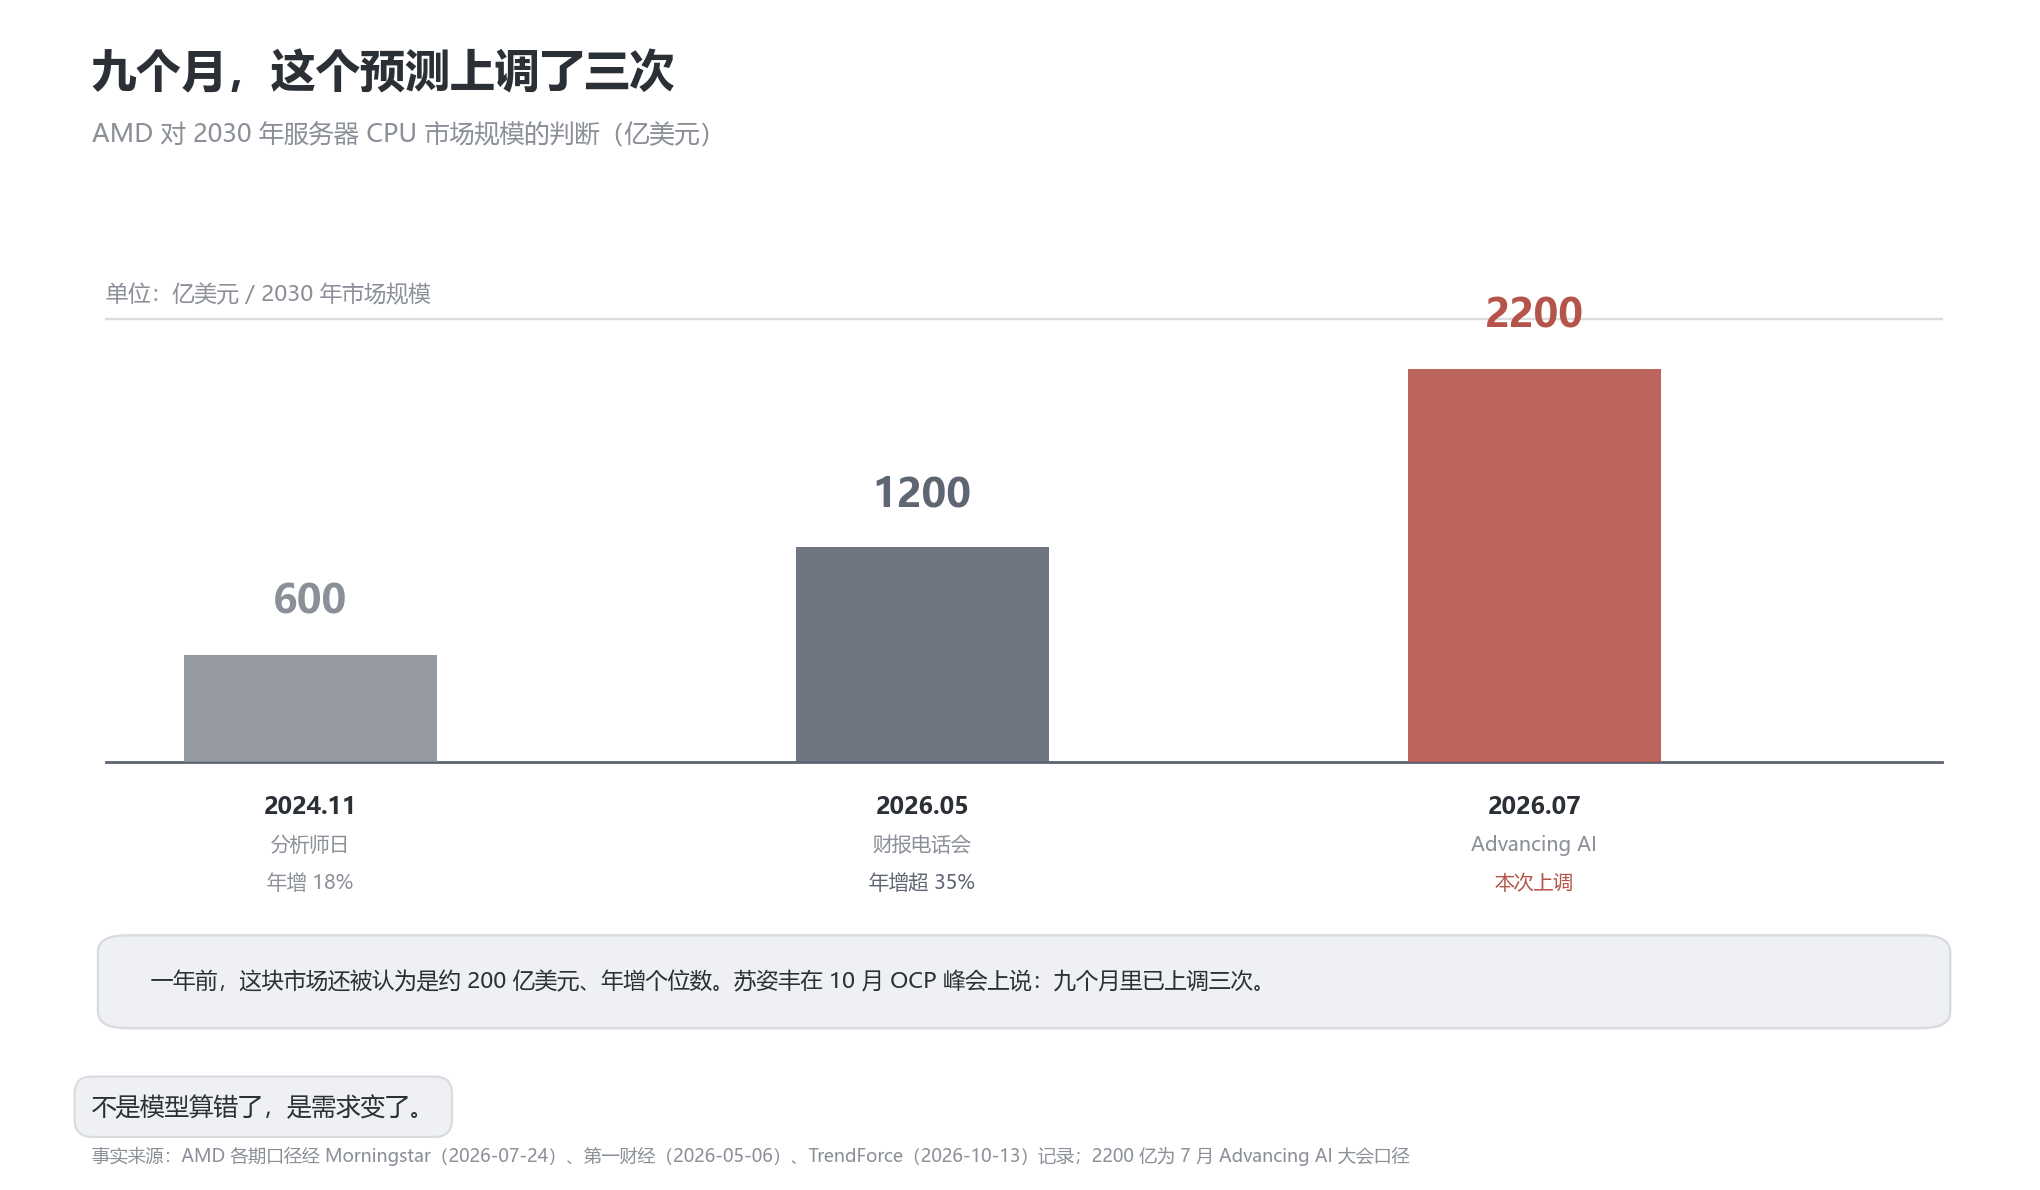 九个月，这个预测上调了三次
AMD 对 2030 年服务器 CPU 市场规模的判断（亿美元）
单位：亿美元 / 2030 年市场规模
2200
1200
600
2024.11
2026.05
2026.07
分析师日
财报电话会
Advancing AI
年增 18%
年增超 35%
本次上调
一年前，这块市场还被认为是约 200 亿美元、年增个位数。苏姿丰在 10 月 OCP 峰会上说：九个月里已上调三次。
不是模型算错了，是需求变了。
事实来源：AMD 各期口径经 Morningstar（2026-07-24）、第一财经（2026-05-06）、TrendForce（2026-10-13）记录；2200 亿为 7 月 Advancing AI 大会口径